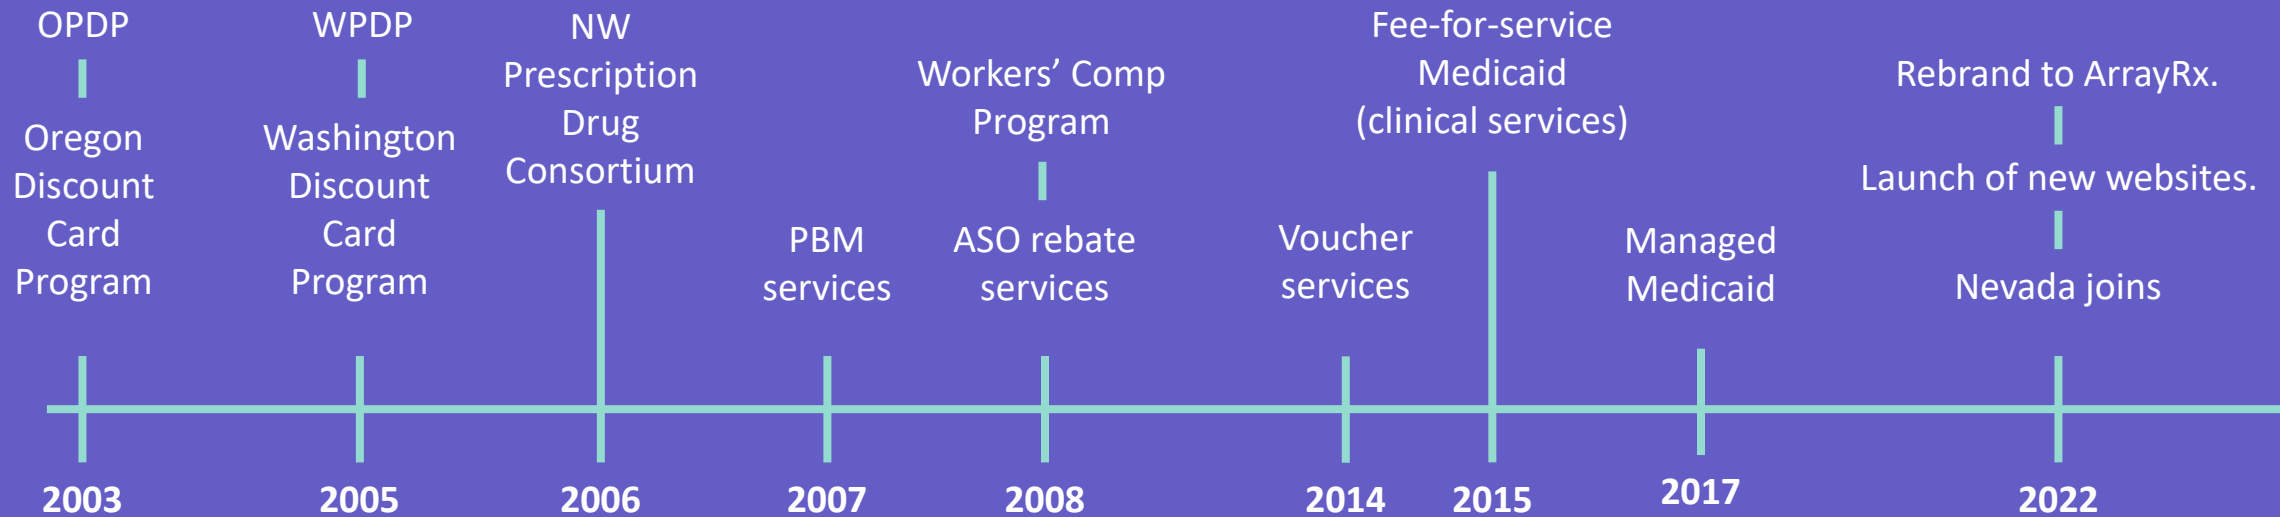 OPDP
Oregon
Discount
Card
Program
2003
WPDP
Washington
Discount
Card
Program
2005
NW
Prescription
Drug
Consortium
2006
PBM
services
2007
Workers’ Comp
Program
ASO rebate
services
2008
Voucher
services
2014
Fee-for-service
Medicaid
(clinical services)
2015
Managed
Medicaid
2017
Rebrand to ArrayRx.
Launch of new websites.
Nevada joins
2022